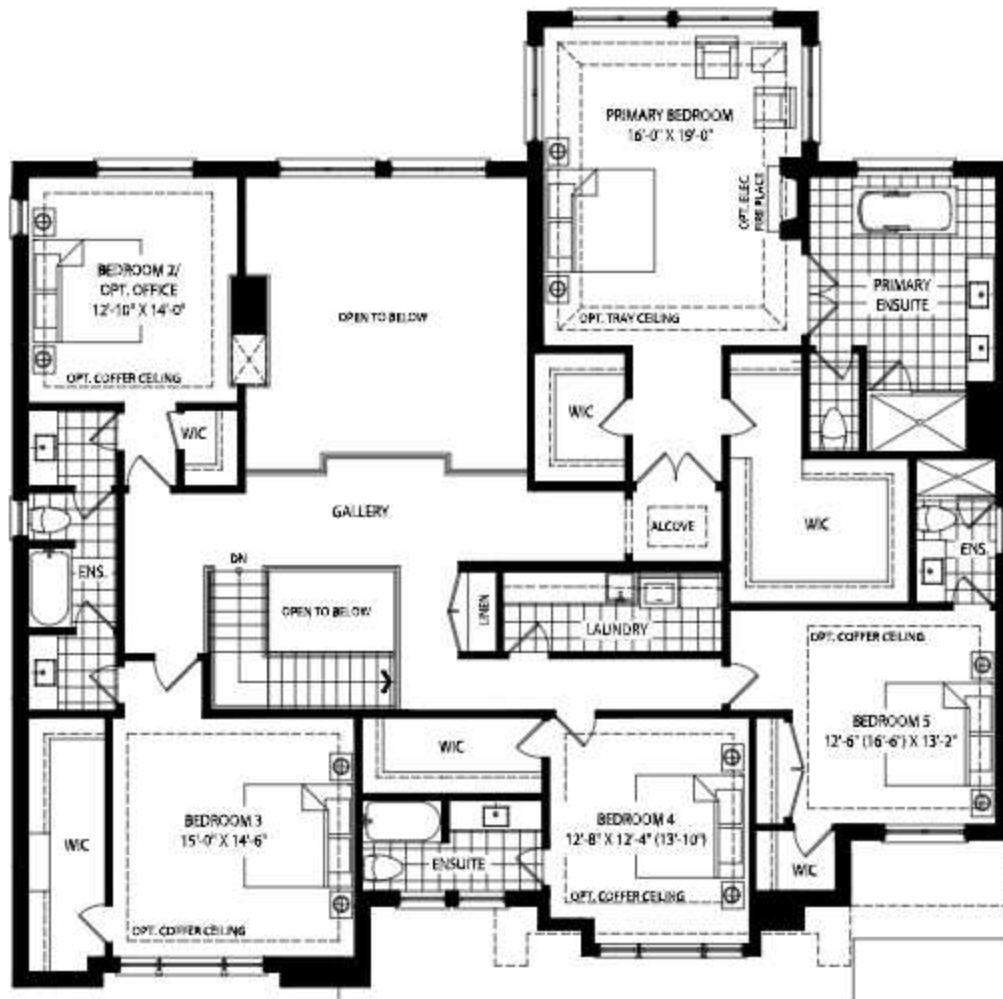 PRIMARY BEDROOM
16'-0" X 19'-0"
OPT. ELEC.
FIRE PLACE
OPT. TRAY CEILING
BEDROOM 2/
OPT. OFFICE
12'-10" X 14'-0"
OPT. COFFER CEILING
OPEN TO BELOW
PRIMARY
ENSUITE
WIC
WIC
WIC
GALLERY
ALCOVE
ENS.
ENS.
DN
OPEN TO BELOW
LINEN
LAUNDRY
OPT. COFFER CEILING
BEDROOM 5
12'-6" (16'-6") X 13'-2"
WIC
BEDROOM 3
15'-0" X 14'-6"
WIC
OPT. COFFER CEILING
ENSUITE
BEDROOM 4
12'-8" X 12'-4" (13'-10")
OPT. COFFER CEILING
WIC